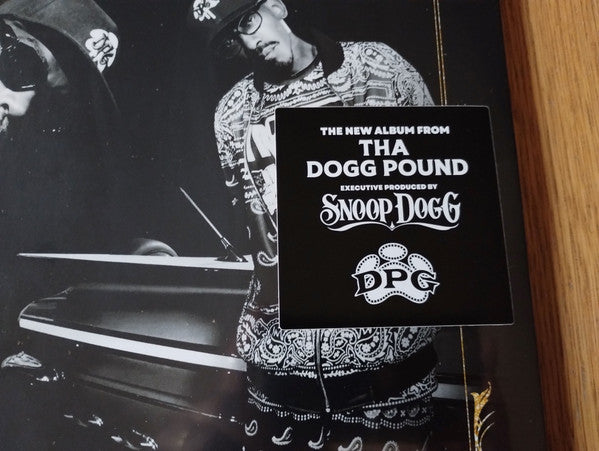 THE NEW ALBUM FROM
THA
DOGG POUND
EXECUTIVE PRODUCED BY
SNOOP DOGG
DPG